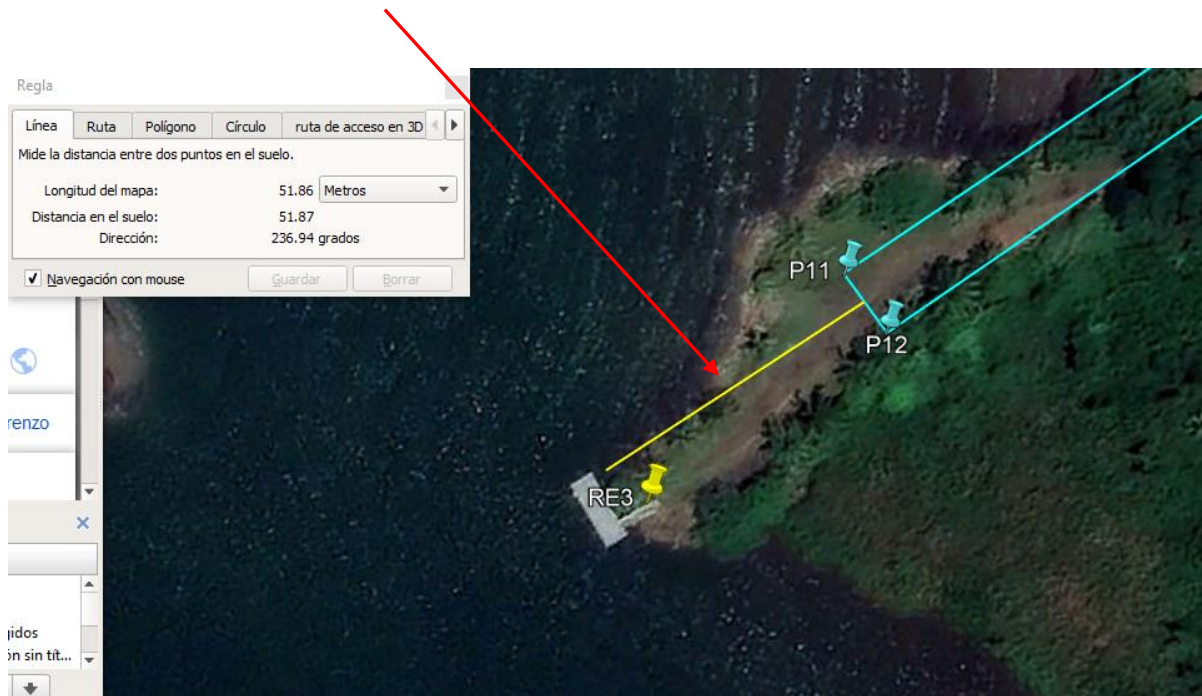 Regla
Línea Ruta Polígono Círculo ruta de acceso en 3D
Mide la distancia entre dos puntos en el suelo.
Longitud del mapa: 51.86 Metros
Distancia en el suelo: 51.87
Dirección: 236.94 grados
Navegación con mouse Guardar Borrar
P11
P12
renzo
RE3
gidos
ón sin tít...